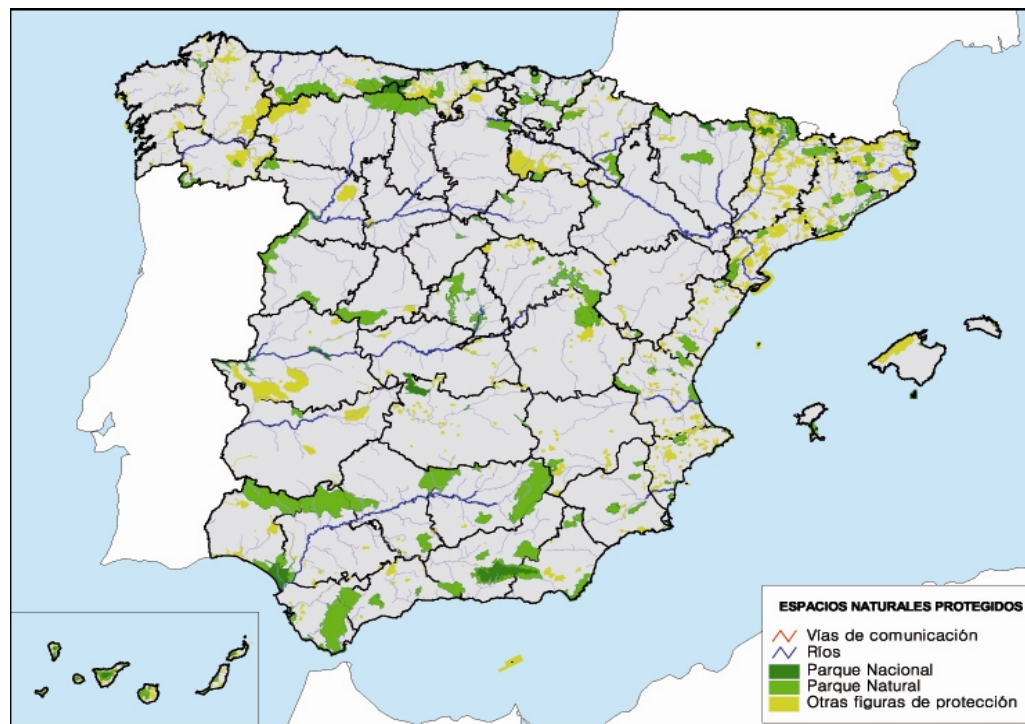 ESPACIOS NATURALES PROTEGIDOS
Vías de comunicación
Ríos
Parque Nacional
Parque Natural
Otras figuras de protección